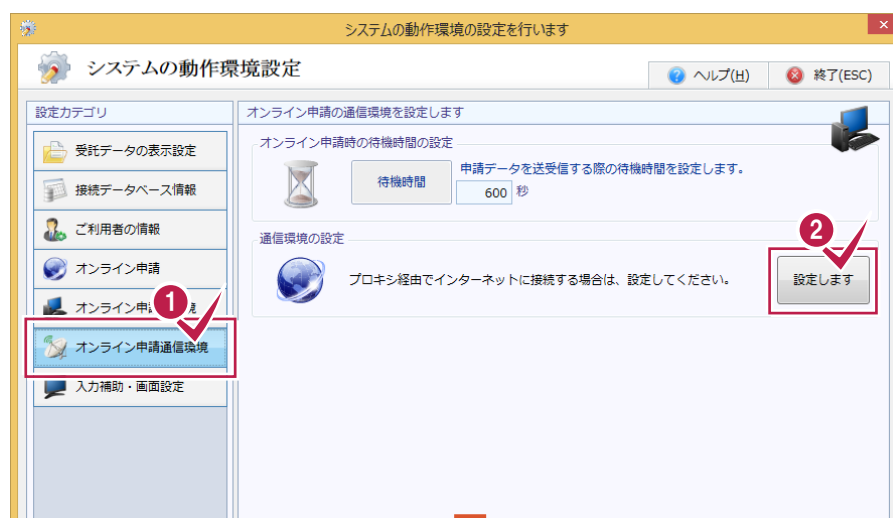 システムの動作環境の設定を行います
×
システムの動作環境設定
ヘルプ(H)
終了(ESC)
設定カテゴリ
受託データの表示設定
接続データベース情報
ご利用者の情報
オンライン申請
オンライン申
1
オンライン申請通信環境
入力補助・画面設定
オンライン申請の通信環境を設定します
オンライン申請時の待機時間の設定
待機時間
申請データを送受信する際の待機時間を設定します。
600 秒
通信環境の設定
2
プロキシ経由でインターネットに接続する場合は、設定してください。
設定します